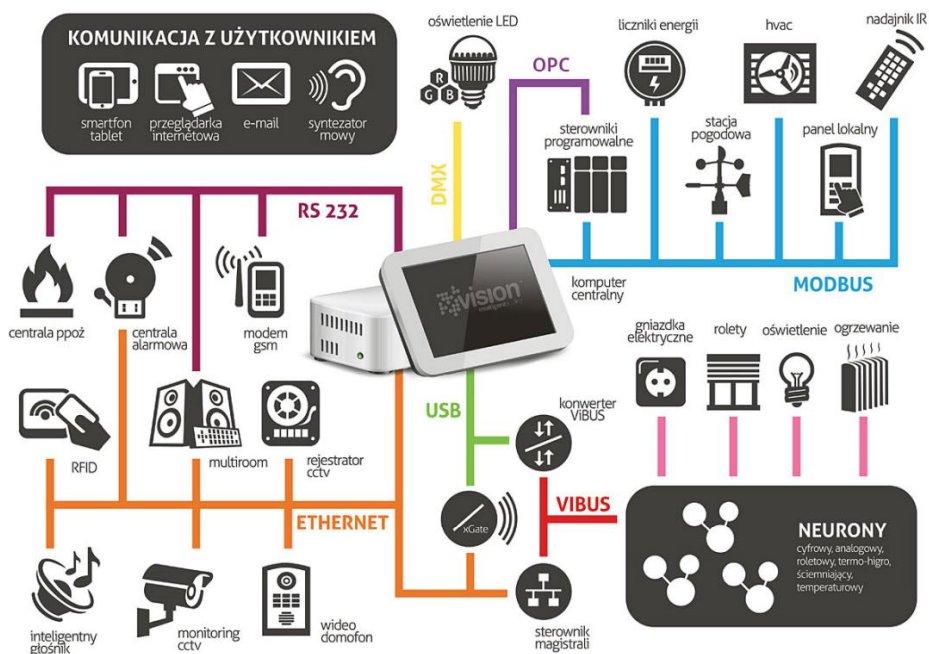 KOMUNIKACJA Z UŻYTKOWNIKIEM
smartfon
tablet
przeglądarka
internetowa
e-mail
syntezator
mowy
oświetlenie LED
R
G
B
OPC
liczniki energii
hvac
nadajnik IR
sterowniki
programowalne
stacja
pogodowa
panel lokalny
DMX
RS 232
MODBUS
komputer
centralny
vision
centrala ppoż
centrala
alarmowa
modem
gsm
gniazdka
elektryczne
rolety
oświetlenie
ogrzewanie
USB
konwerter
ViBUS
RFID
multiroom
rejestrator
cctv
ETHERNET
xGate
VIBUS
NEURONY
cyfrowy, analogowy,
roletowy, termo-higro,
ściemniający,
temperaturowy
inteligentny
głośnik
monitoring
cctv
wideo
domofon
sterownik
magistrali